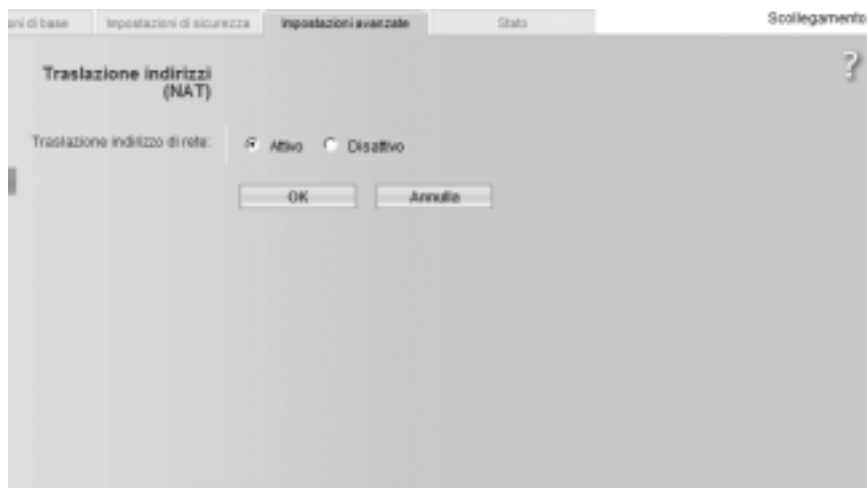 oni di base Impostazioni di sicurezza Impostazioni avanzate Stato Scollegamento
?
Traslazione indirizzi
(NAT)
Traslazione indirizzo di rete: Attivo Disattivo
OK Annulla